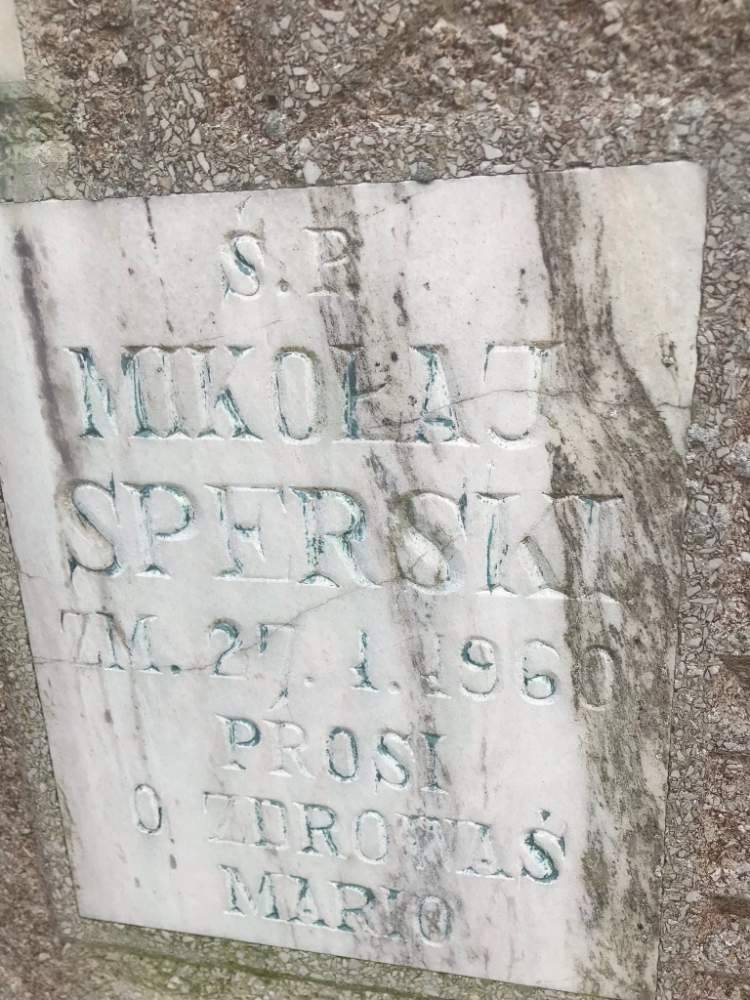 Ś.P.
MIKOŁAJ
SPERSKI
ZM. 27.1.1960
PROSI
O ZDROWAŚ
MARIO